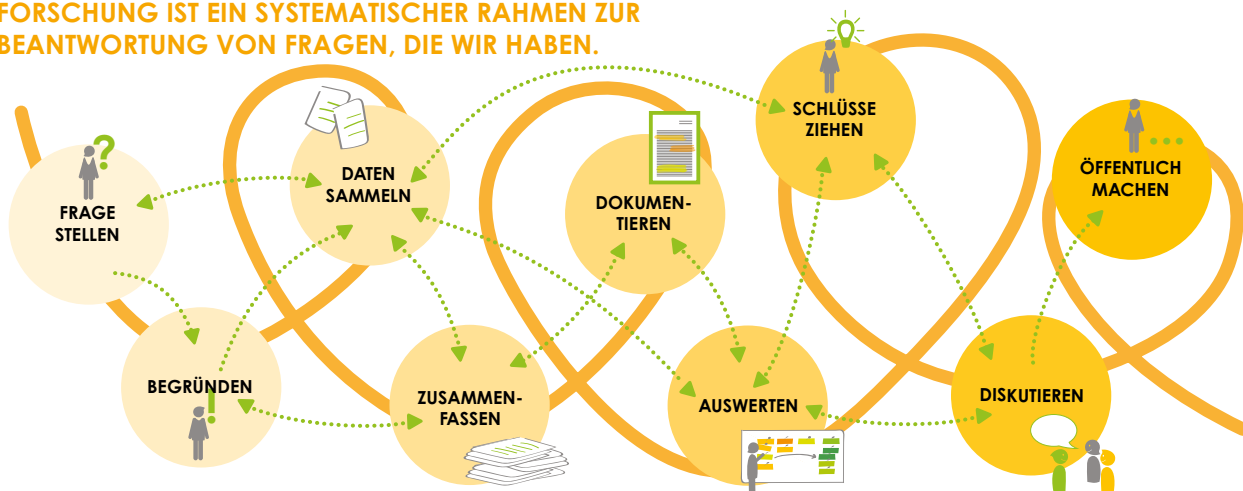 FORSCHUNG IST EIN SYSTEMATISCHER RAHMEN ZUR
BEANTWORTUNG VON FRAGEN, DIE WIR HABEN.
FRAGE
STELLEN
BEGRÜNDEN
DATEN
SAMMELN
ZUSAMMEN-
FASSEN
DOKUMEN-
TIEREN
AUSWERTEN
SCHLÜSSE
ZIEHEN
DISKUTIEREN
ÖFFENTLICH
MACHEN